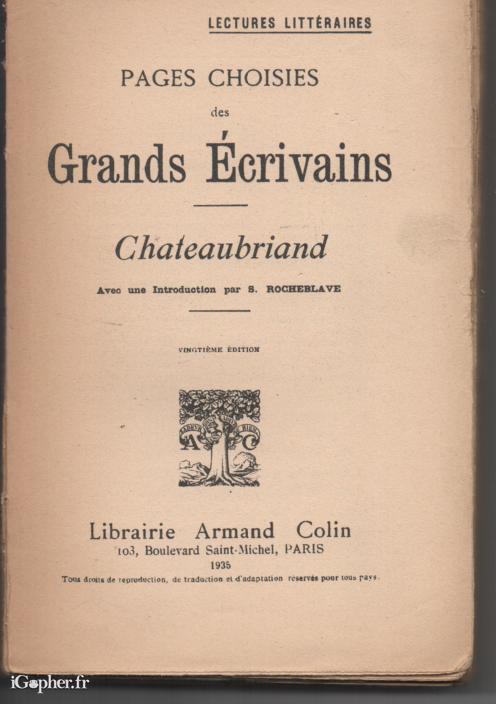 LECTURES LITTÉRAIRES
PAGES CHOISIES
des
Grands Écrivains
Chateaubriand
Avec une Introduction par S. ROCHEBLAVE
VINGTIÈME ÉDITION
A C
Librairie Armand Colin
103, Boulevard Saint-Michel, PARIS
1935
Tous droits de reproduction, de traduction et d'adaptation réservés pour tous pays.
iGopher.fr